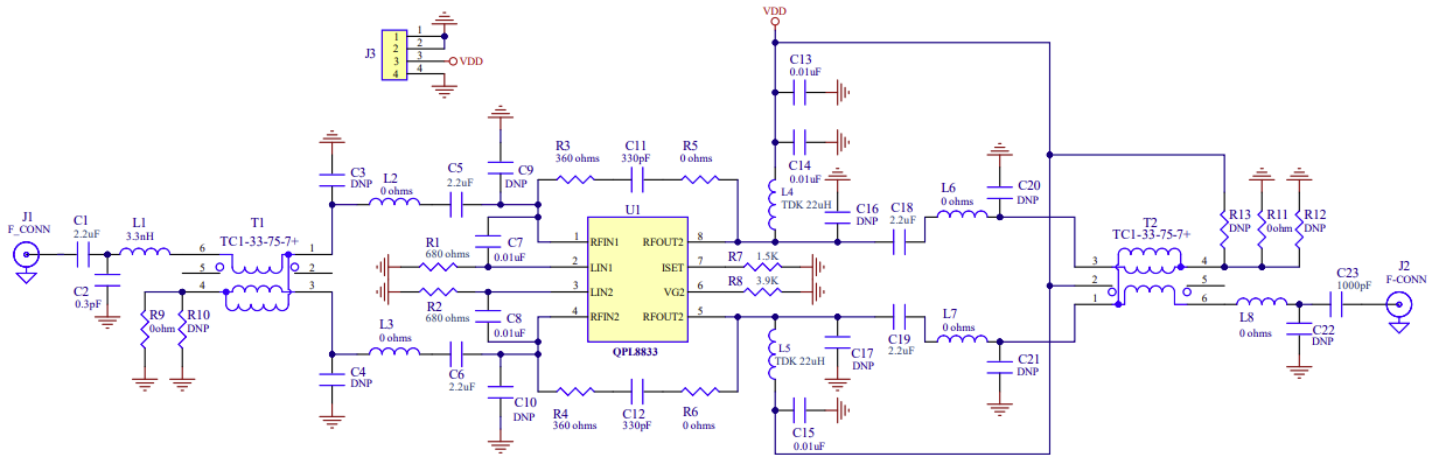 VDD
J3
1
2
3
4
1
2
3
4
VDD
C13
0.01uF
C14
0.01uF
R3
360 ohms
C11
330pF
R5
0 ohms
C3
DNP
L2
0 ohms
C5
2.2uF
C9
DNP
L4
TDK 22uH
C16
DNP
C18
2.2uF
L6
0 ohms
C20
DNP
J1
F_CONN
C1
2.2uF
L1
3.3nH
C2
0.3pF
T1
TC1-33-75-7+
6
5
4
1
2
3
R9
0ohm
R10
DNP
R1
680 ohms
C7
0.01uF
R2
680 ohms
C8
0.01uF
U1
1
RFIN1
RFOUT2
8
2
LIN1
ISET
7
3
LIN2
VG2
6
4
RFIN2
RFOUT2
5
QPL8833
R7
1.5K
R8
3.9K
T2
TC1-33-75-7+
3
2
1
4
5
6
R13
DNP
R11
0ohm
R12
DNP
C23
1000pF
J2
F-CONN
L8
0 ohms
C22
DNP
L3
0 ohms
C6
2.2uF
C4
DNP
C10
DNP
R4
360 ohms
C12
330pF
R6
0 ohms
L5
TDK 22uH
C17
DNP
C19
2.2uF
L7
0 ohms
C21
DNP
C15
0.01uF